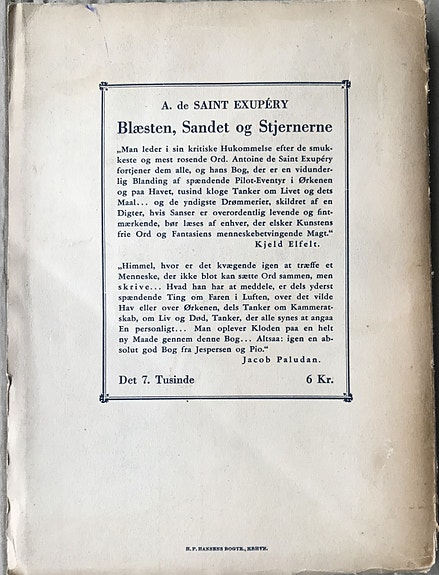 A. de SAINT EXUPÉRY
Blæsten, Sandet og Stjernerne
„Man leder i sin kritiske Hukommelse efter de smuk-
keste og mest rosende Ord. Antoine de Saint Exupéry
fortjener dem alle, og hans Bog, der er en vidunder-
lig Blanding af spændende Pilot-Eventyr i Ørkenen
og paa Havet, tusind kloge Tanker om Livet og dets
Maal... og de yndigste Drømmerier, skildret af en
Digter, hvis Sanser er overordentlig levende og fint-
mærkende, bør læses af enhver, der elsker Kunstens
frie Ord og Fantasiens menneskebetvingende Magt.“
Kjeld Elfelt.
„Himmel, hvor er det kvægende igen at træffe et
Menneske, der ikke blot kan sætte Ord sammen, men
skrive... Hvad han har at meddele, er dels yderst
spændende Ting om Faren i Luften, over det vilde
Hav eller over Ørkenen, dels Tanker om Kammerat-
skab, om Liv og Død, Tanker, der alle synes at angaa
En personligt... Man oplever Kloden paa en helt
ny Maade gennem denne Bog... Altsaa: igen en ab-
solut god Bog fra Jespersen og Pio.“
Jacob Paludan.
Det 7. Tusinde 6 Kr.
H. P. HANSENS BOGTR., KBHVN.